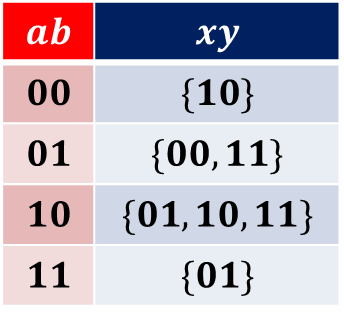 ab xy
00 {10}
01 {00, 11}
10 {01, 10, 11}
11 {01}